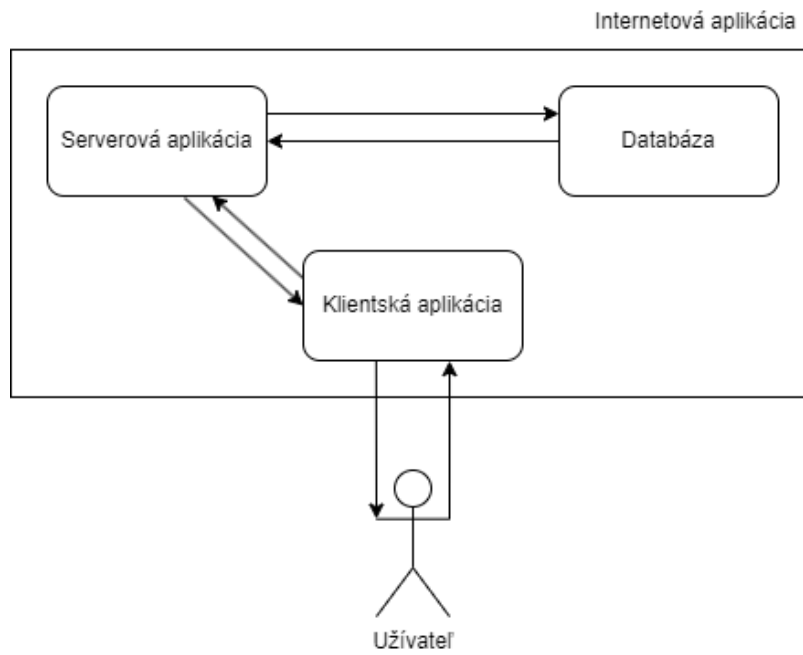 Internetová aplikácia
Serverová aplikácia
Databáza
Klientská aplikácia
Užívateľ